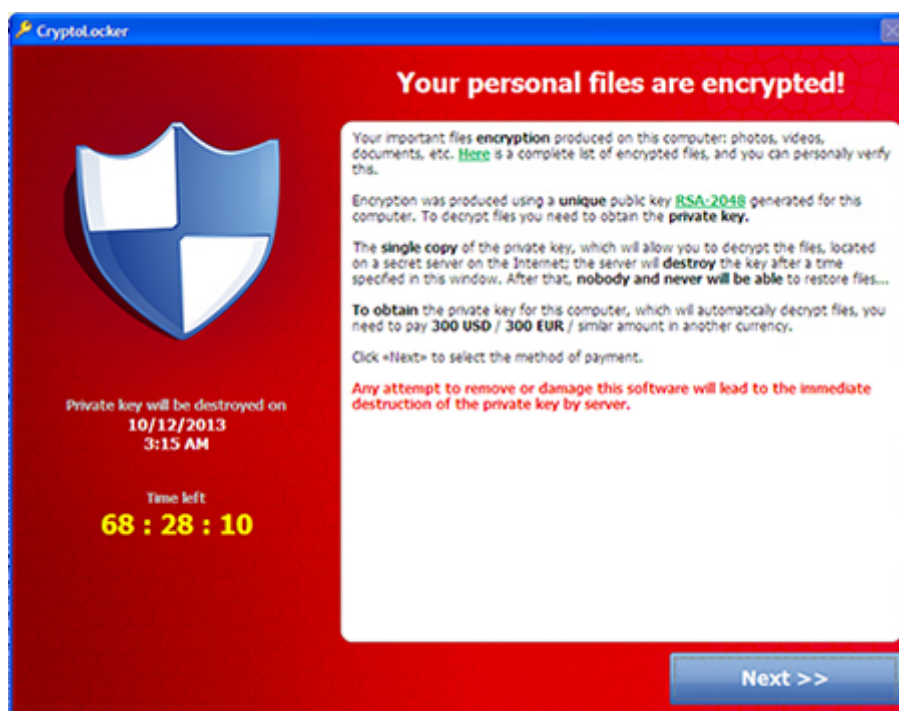 CryptoLocker
Your personal files are encrypted!
Your important files encryption produced on this computer: photos, videos,
documents, etc. Here is a complete list of encrypted files, and you can personally verify
this.
Encryption was produced using a unique public key RSA-2048 generated for this
computer. To decrypt files you need to obtain the private key.
The single copy of the private key, which will allow you to decrypt the files, located
on a secret server on the Internet; the server will destroy the key after a time
specified in this window. After that, nobody and never will be able to restore files...
To obtain the private key for this computer, which will automatically decrypt files, you
need to pay 300 USD / 300 EUR / similar amount in another currency.
Click «Next» to select the method of payment.
Any attempt to remove or damage this software will lead to the immediate
destruction of the private key by server.
Private key will be destroyed on
10/12/2013
3:15 AM
Time left
68 : 28 : 10
Next >>